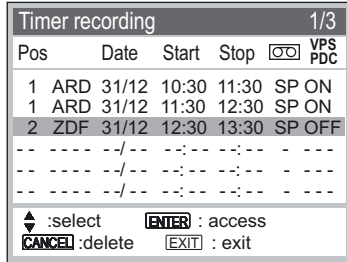 Timer recording 1/3
Pos Date Start Stop VPS PDC
1 ARD 31/12 10:30 11:30 SP ON
1 ARD 31/12 11:30 12:30 SP ON
2 ZDF 31/12 12:30 13:30 SP OFF
-- ---- --/-- --:-- --:-- - ---
-- ---- --/-- --:-- --:-- - ---
-- ---- --/-- --:-- --:-- - ---
:select ENTER : access
CANCEL :delete EXIT : exit